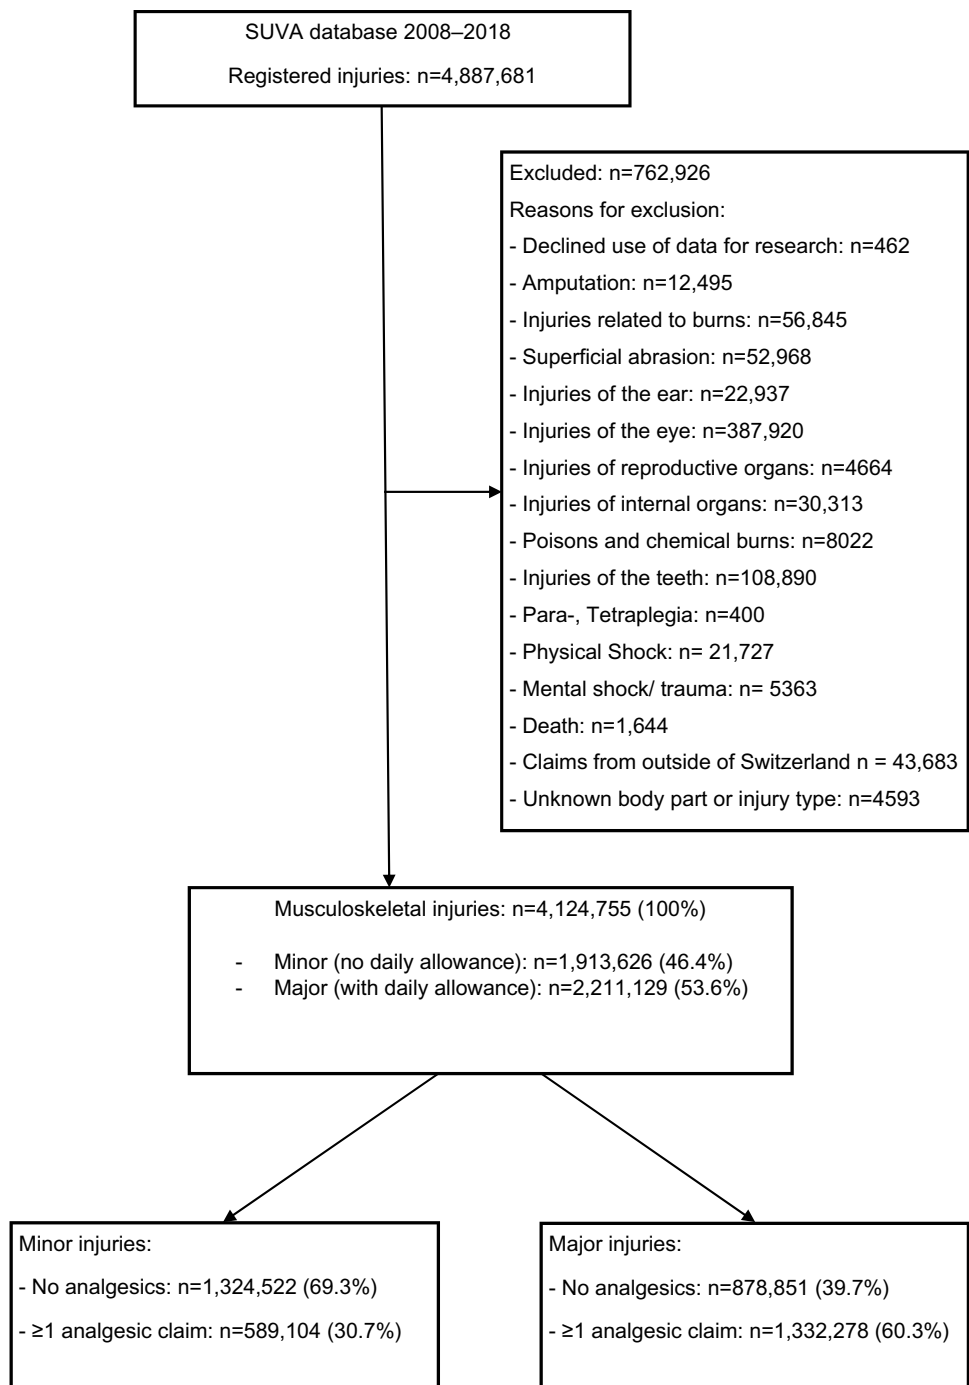 SUVA database 2008–2018
Registered injuries: n=4,887,681
Excluded: n=762,926
Reasons for exclusion:
- Declined use of data for research: n=462
- Amputation: n=12,495
- Injuries related to burns: n=56,845
- Superficial abrasion: n=52,968
- Injuries of the ear: n=22,937
- Injuries of the eye: n=387,920
- Injuries of reproductive organs: n=4664
- Injuries of internal organs: n=30,313
- Poisons and chemical burns: n=8022
- Injuries of the teeth: n=108,890
- Para-, Tetraplegia: n=400
- Physical Shock: n= 21,727
- Mental shock/ trauma: n= 5363
- Death: n=1,644
- Claims from outside of Switzerland n = 43,683
- Unknown body part or injury type: n=4593
Musculoskeletal injuries: n=4,124,755 (100%)
- Minor (no daily allowance): n=1,913,626 (46.4%)
- Major (with daily allowance): n=2,211,129 (53.6%)
Minor injuries:
- No analgesics: n=1,324,522 (69.3%)
- ≥1 analgesic claim: n=589,104 (30.7%)
Major injuries:
- No analgesics: n=878,851 (39.7%)
- ≥1 analgesic claim: n=1,332,278 (60.3%)